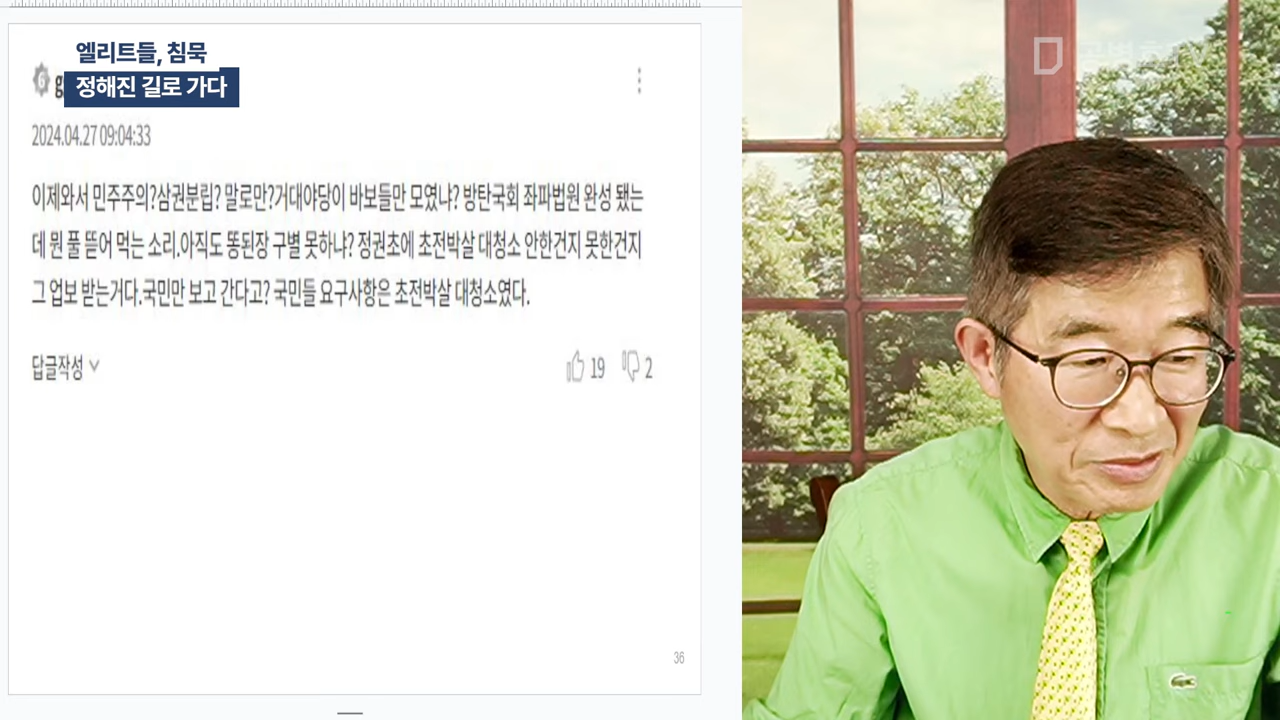 엘리트들, 침묵
정해진 길로 가다
2024.04.27 09:04:33
이제와서 민주주의?삼권분립? 말로만?거대야당이 바보들만 모였냐? 방탄국회 좌파법원 완성 됐는
데 뭔 풀 뜯어 먹는 소리.아직도 똥된장 구별 못하냐? 정권초에 초전박살 대청소 안한건지 못한건지
그 업보 받는거다.국민만 보고 간다고? 국민들 요구사항은 초전박살 대청소였다.
답글작성
19 2
36